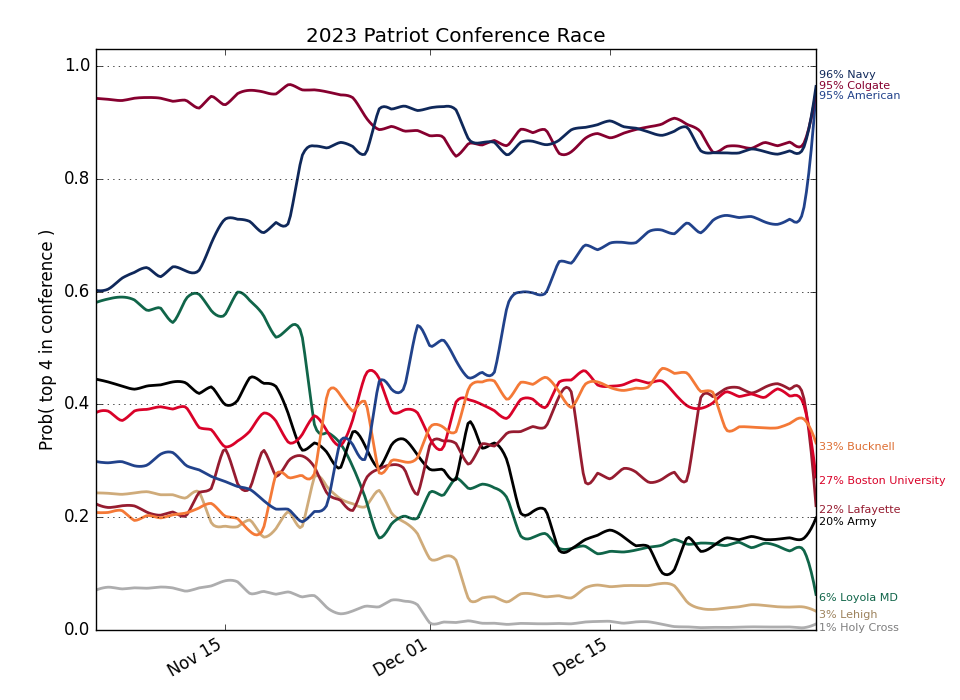 2023 Patriot Conference Race
Prob( top 4 in conference )
1.0
0.8
0.6
0.4
0.2
0.0
Nov 15
Dec 01
Dec 15
96% Navy
95% Colgate
95% American
33% Bucknell
27% Boston University
22% Lafayette
20% Army
6% Loyola MD
3% Lehigh
1% Holy Cross